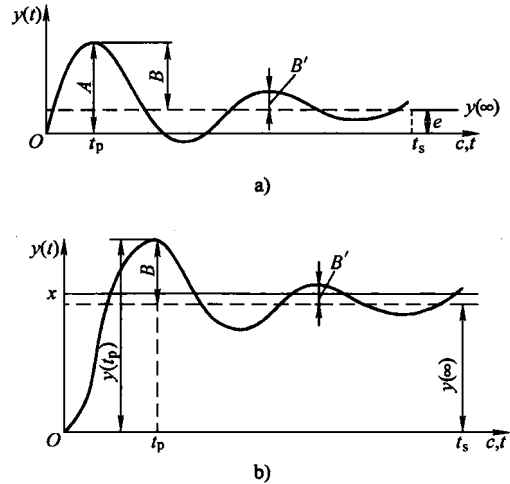 y(t)
A
B
B′
y(∞)
e
O
t_p
t_s
c,t
a)
y(t)
x
y(t_p)
B
B′
y(∞)
O
t_p
t_s
c,t
b)